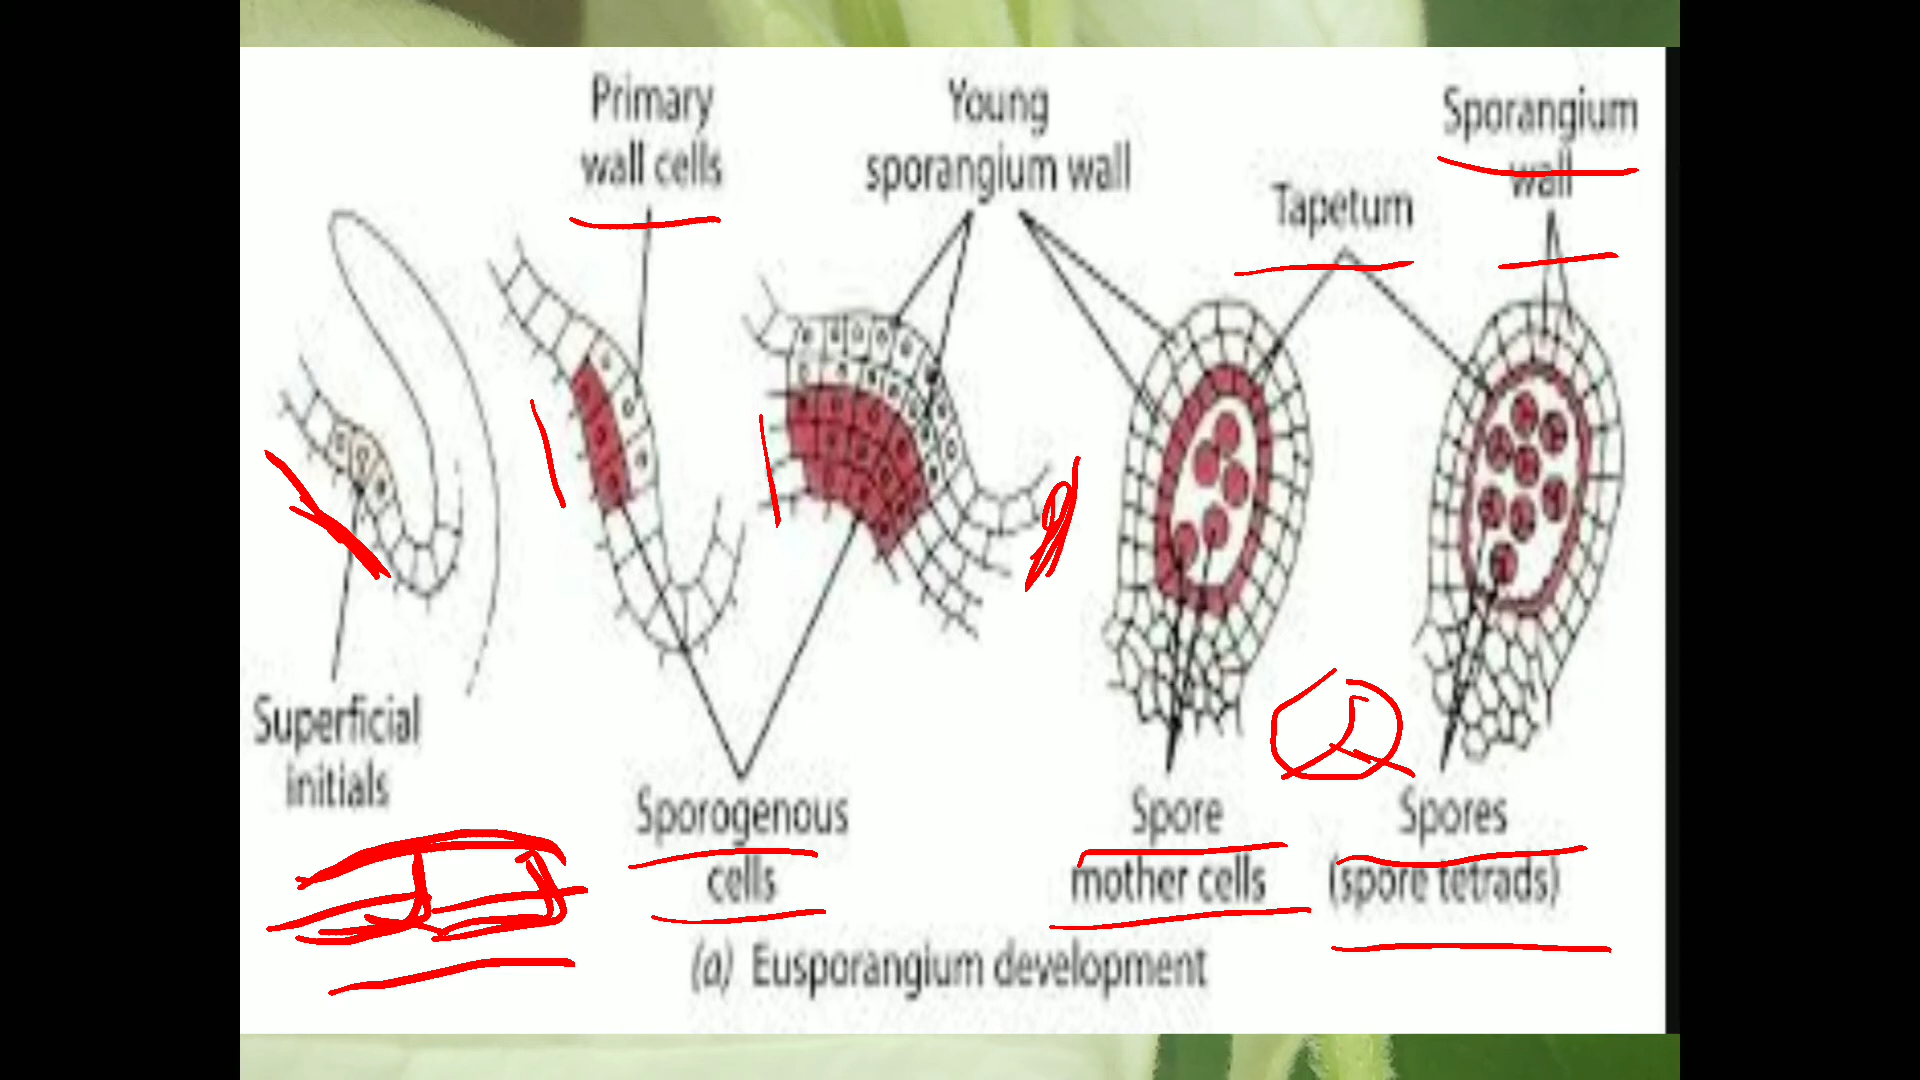 Primary
wall cells
Young
sporangium wall
Tapetum
Sporangium
wall
Superficial
initials
Sporogenous
cells
Spore
mother cells
Spores
(spore tetrads)
(a) Eusporangium development